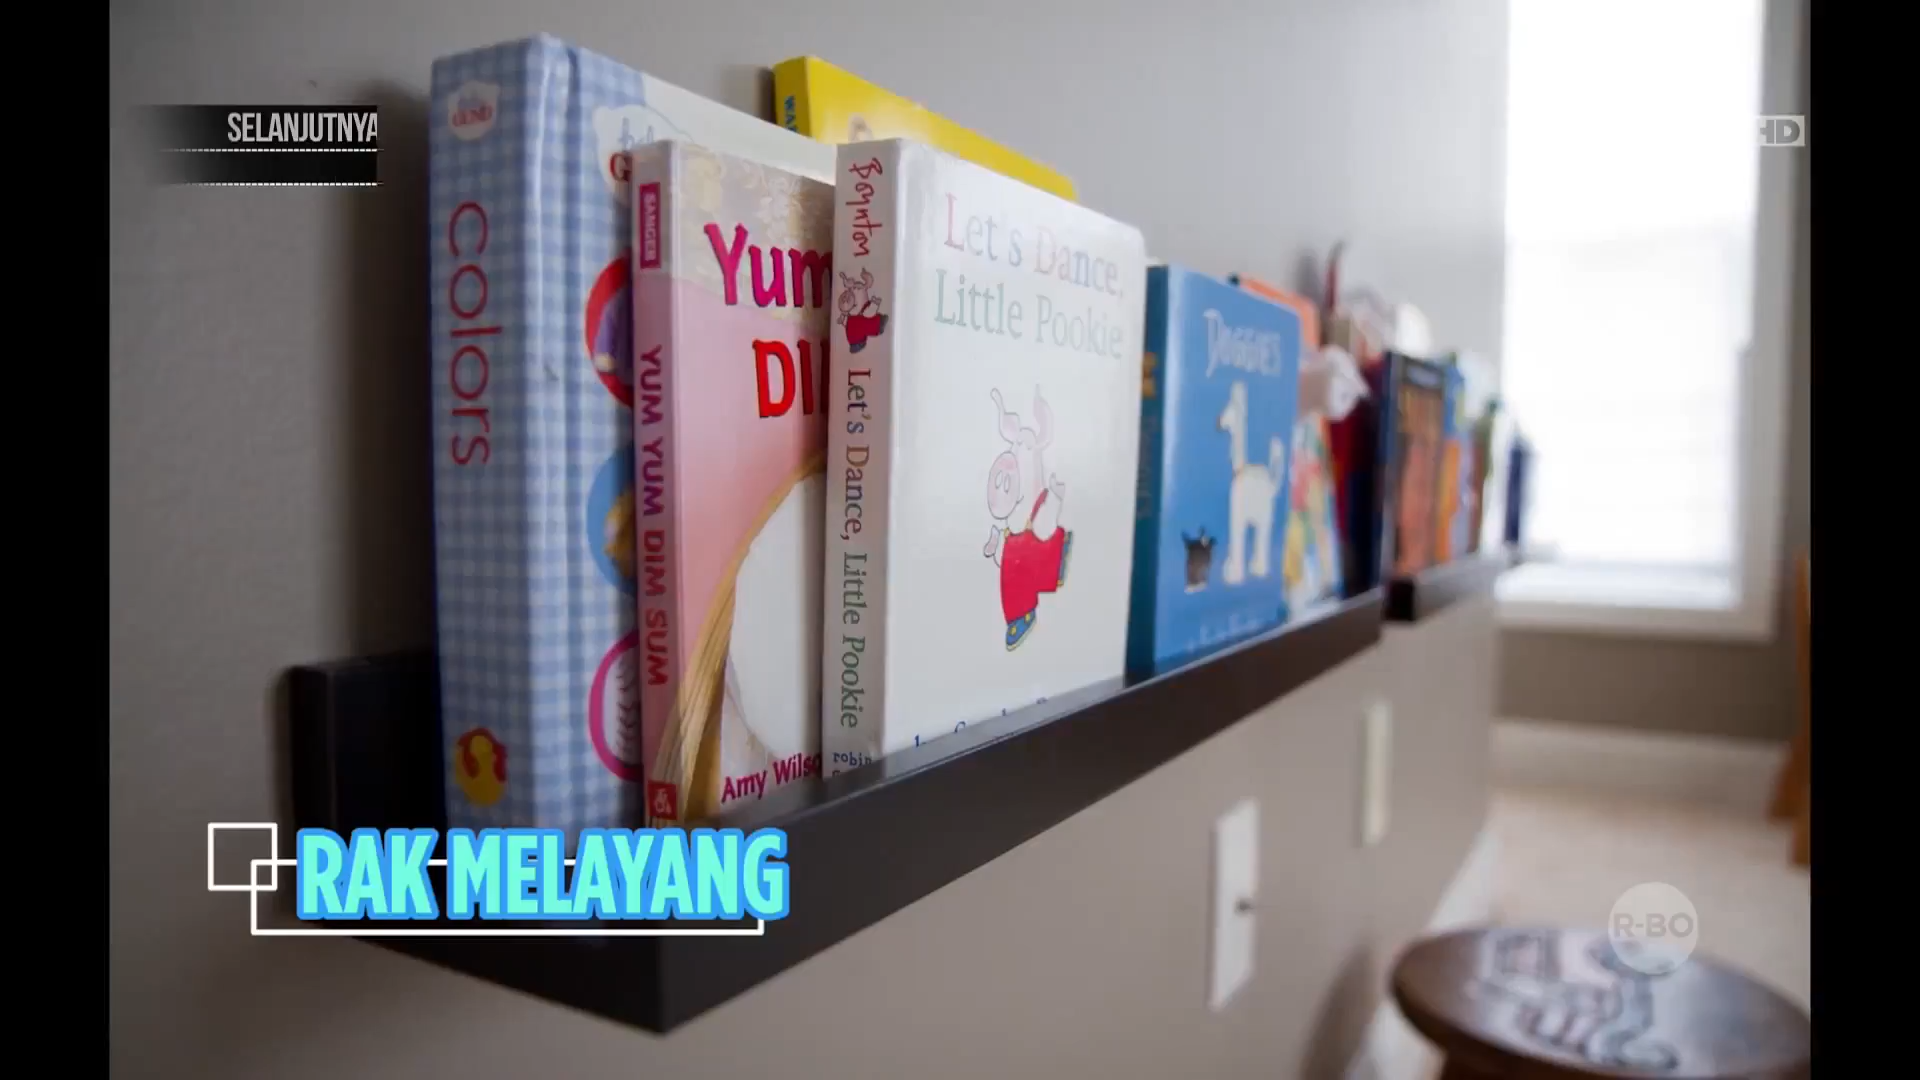 SELANJUTNYA
HD
colors
SANGER
YUM YUM DIM SUM
Yum
DI
Amy Wilso
Boynton
Let's Dance, Little Pookie
Let's Dance,
Little Pookie
DOGGIES
RAK MELAYANG
R-BO